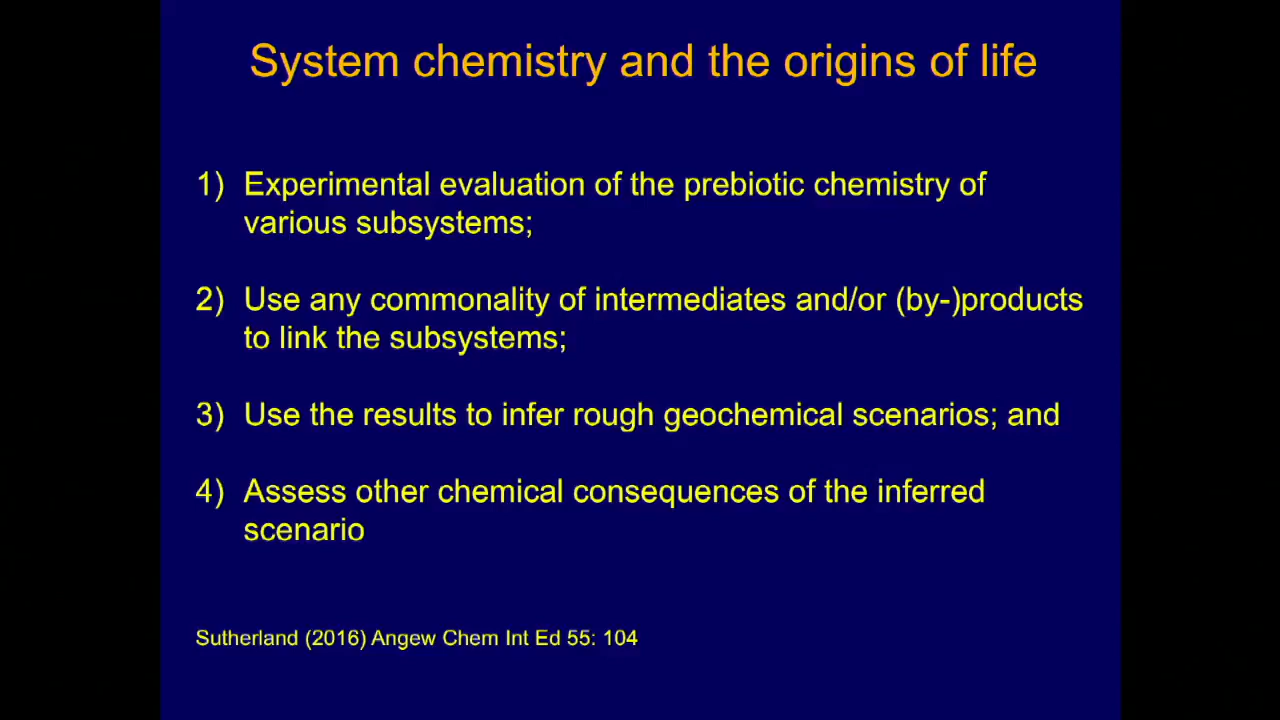 System chemistry and the origins of life
1) Experimental evaluation of the prebiotic chemistry of
various subsystems;
2) Use any commonality of intermediates and/or (by-)products
to link the subsystems;
3) Use the results to infer rough geochemical scenarios; and
4) Assess other chemical consequences of the inferred
scenario
Sutherland (2016) Angew Chem Int Ed 55: 104